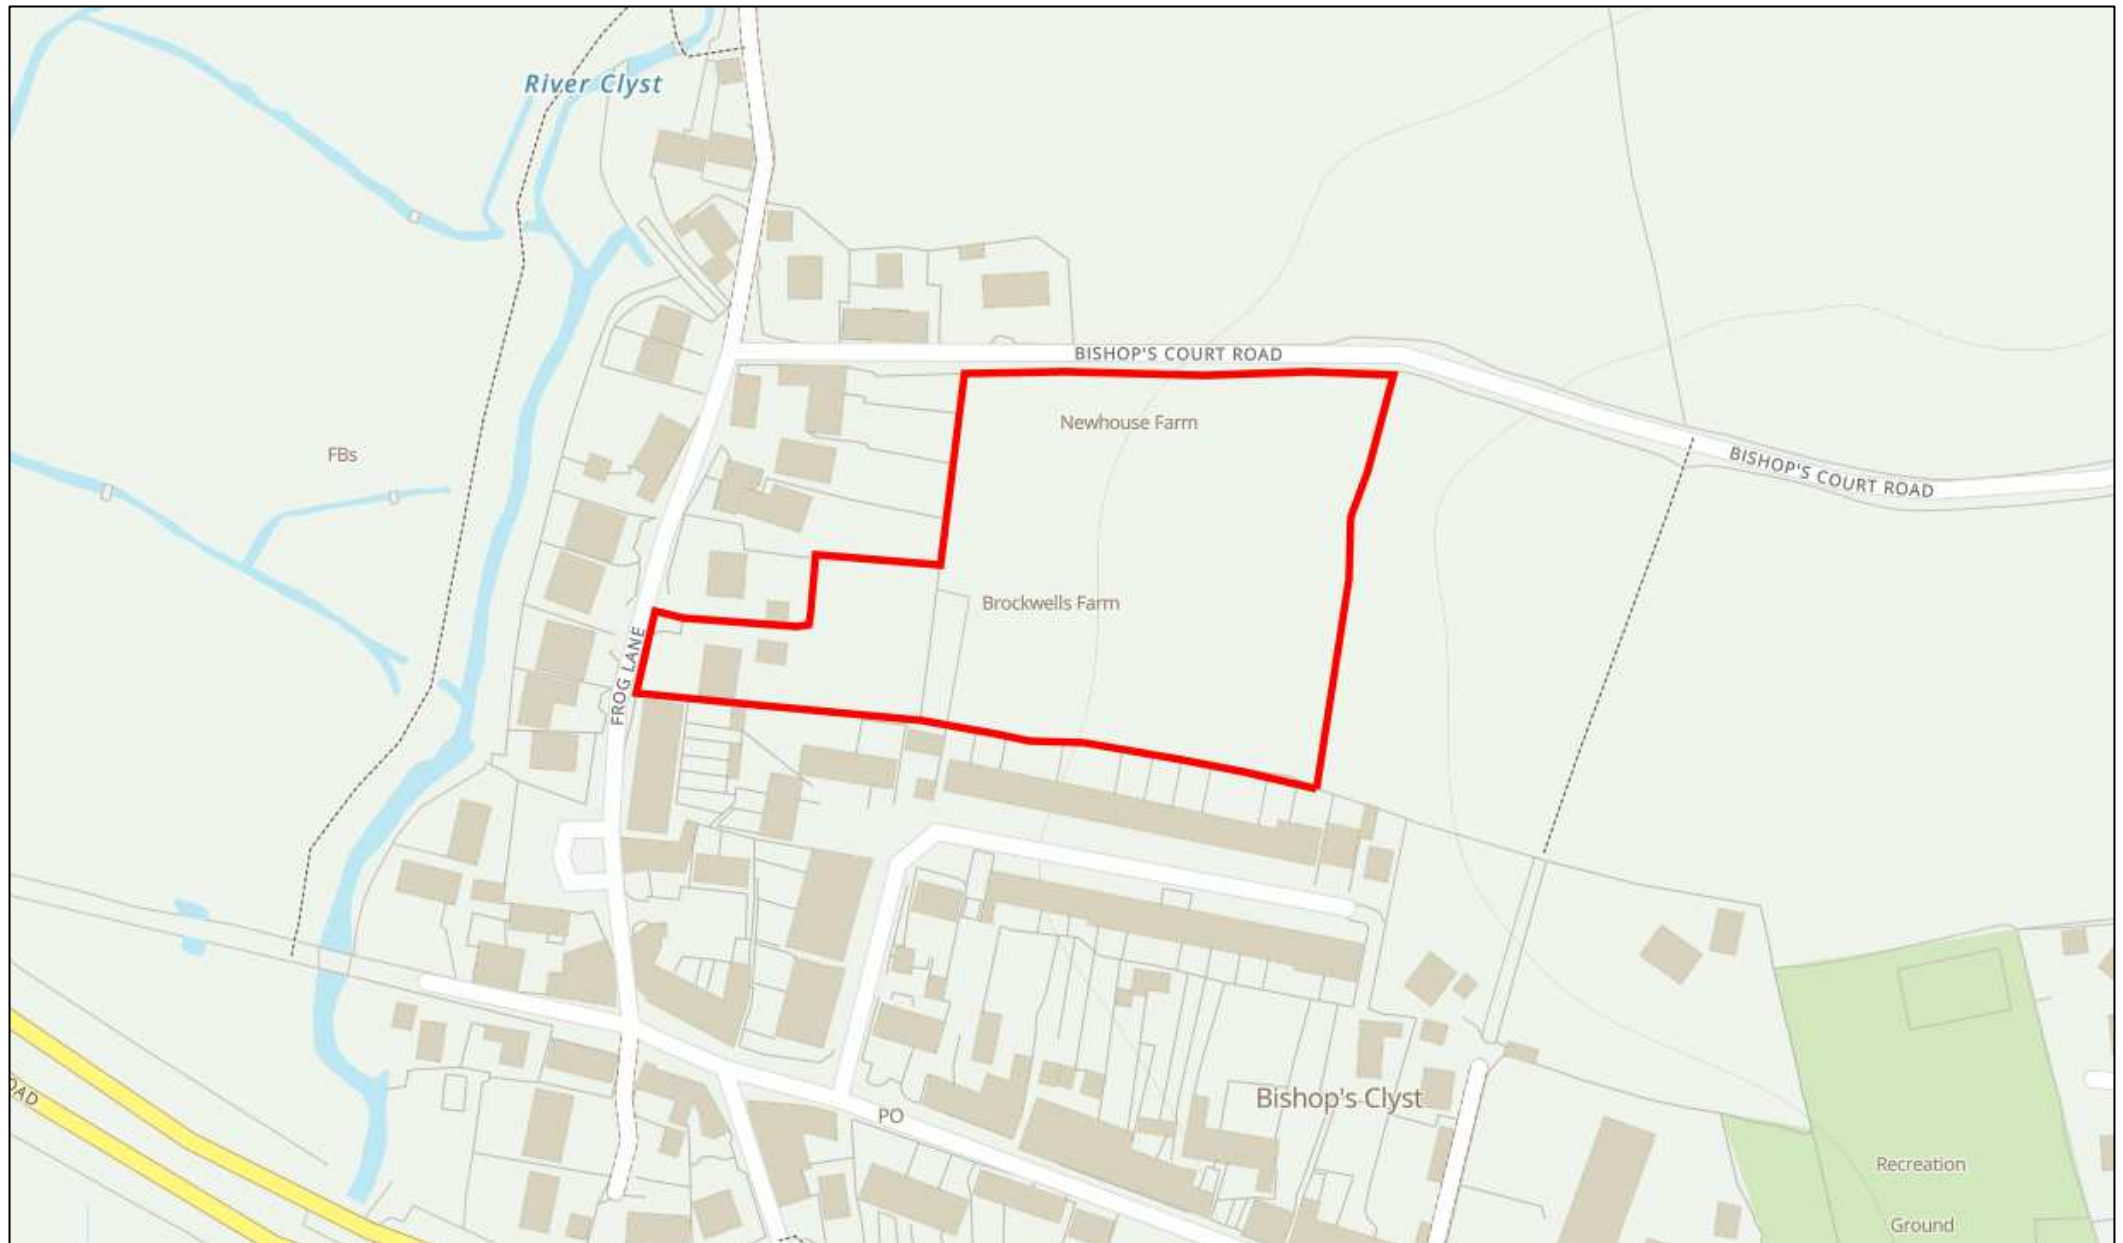 River Clyst
BISHOP'S COURT ROAD
Newhouse Farm
FBs
BISHOP'S COURT ROAD
Brockwells Farm
FROG LANE
OAD
Bishop's Clyst
PO
Recreation
Ground